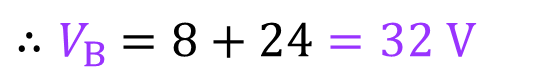 ∴ V_B = 8 + 24 = 32 V